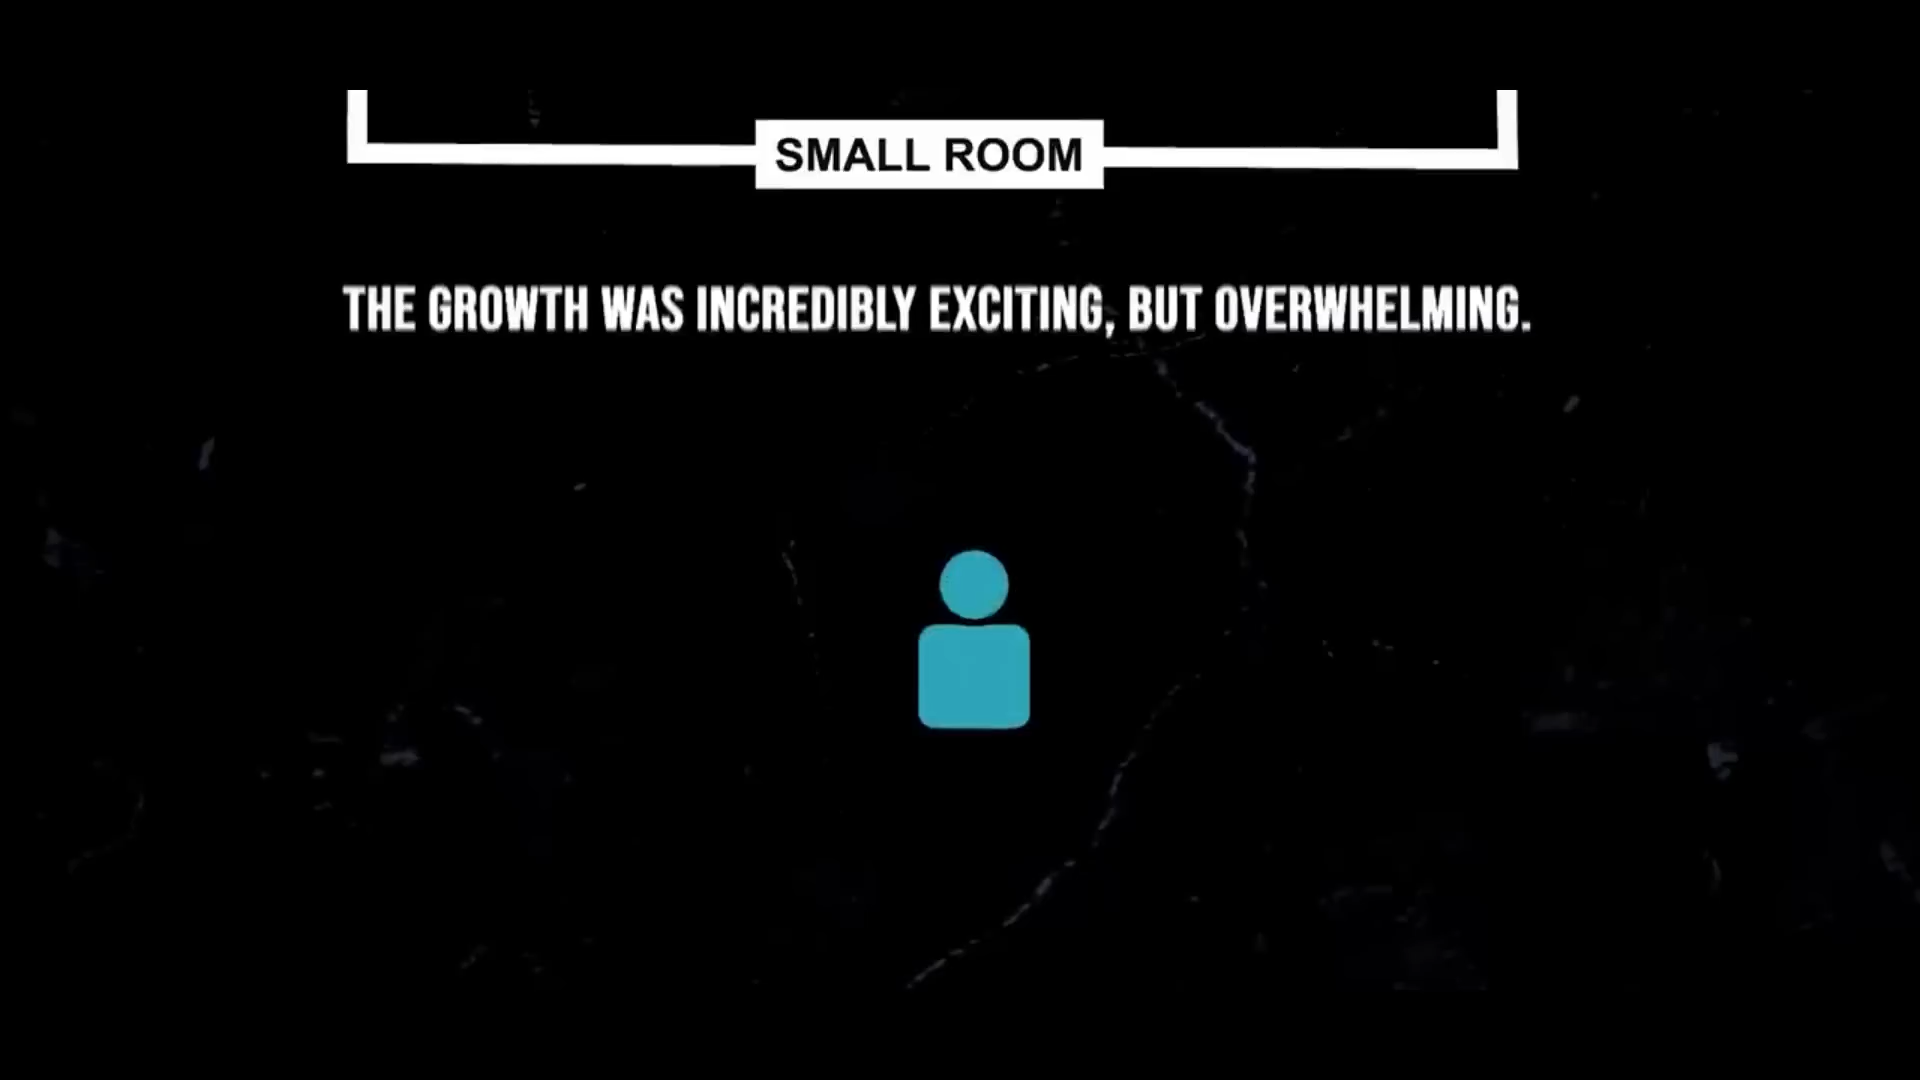 SMALL ROOM
THE GROWTH WAS INCREDIBLY EXCITING, BUT OVERWHELMING.